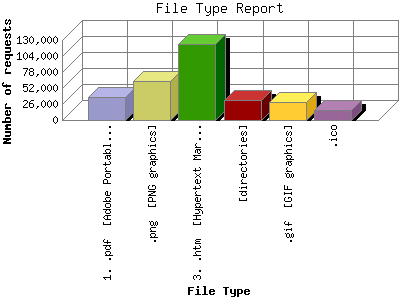 File Type Report
Number of requests
130,000
104,000
78,000
52,000
26,000
0
1. .pdf [Adobe Portabl...
.png [PNG graphics]
3. .htm [Hypertext Mar...
[directories]
.gif [GIF graphics]
.ico
File Type